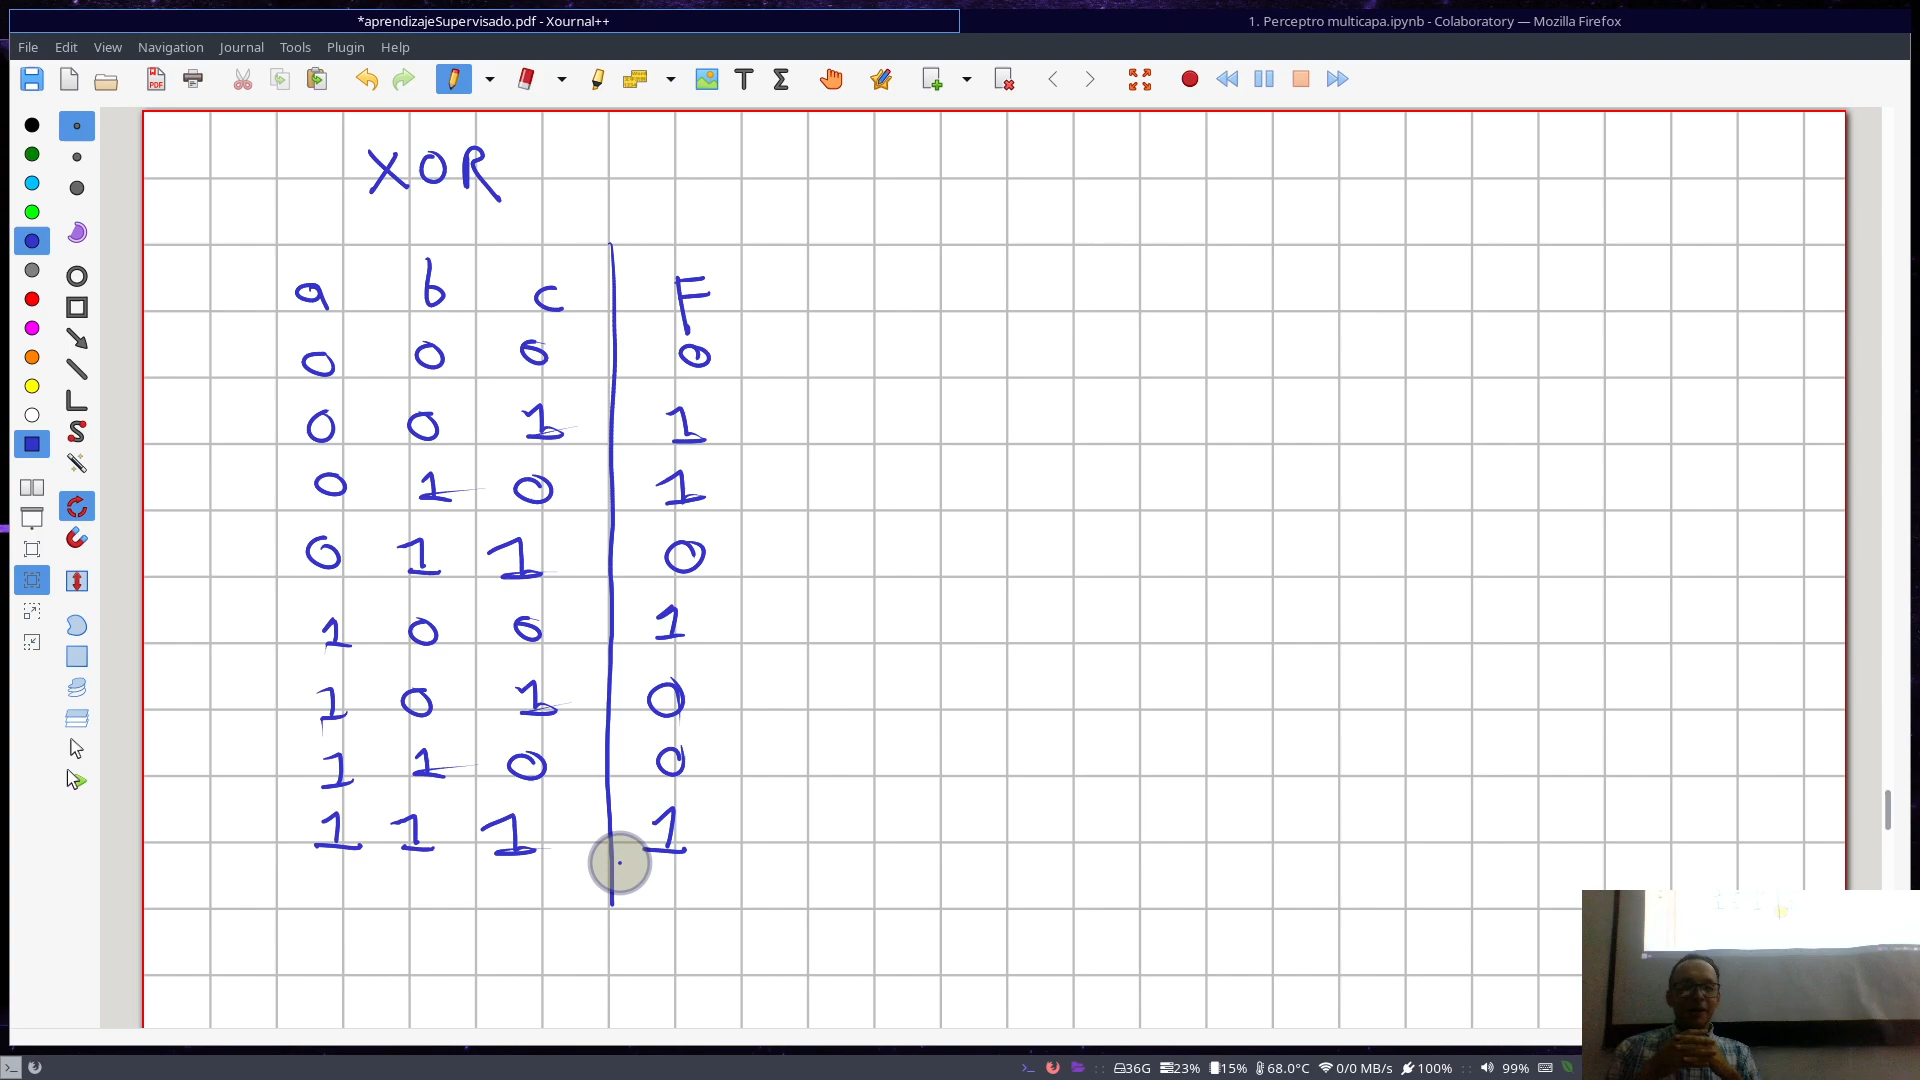 *aprendizajeSupervisado.pdf - Xournal++
1. Perceptro multicapa.ipynb - Colaboratory — Mozilla Firefox
File Edit View Navigation Journal Tools Plugin Help
XOR
a b c F
0 0 0 0
0 0 1 1
0 1 0 1
0 1 1 0
1 0 0 1
1 0 1 0
1 1 0 0
1 1 1 1
36G 23% 15% 68.0°C 0/0 MB/s 100% 99%